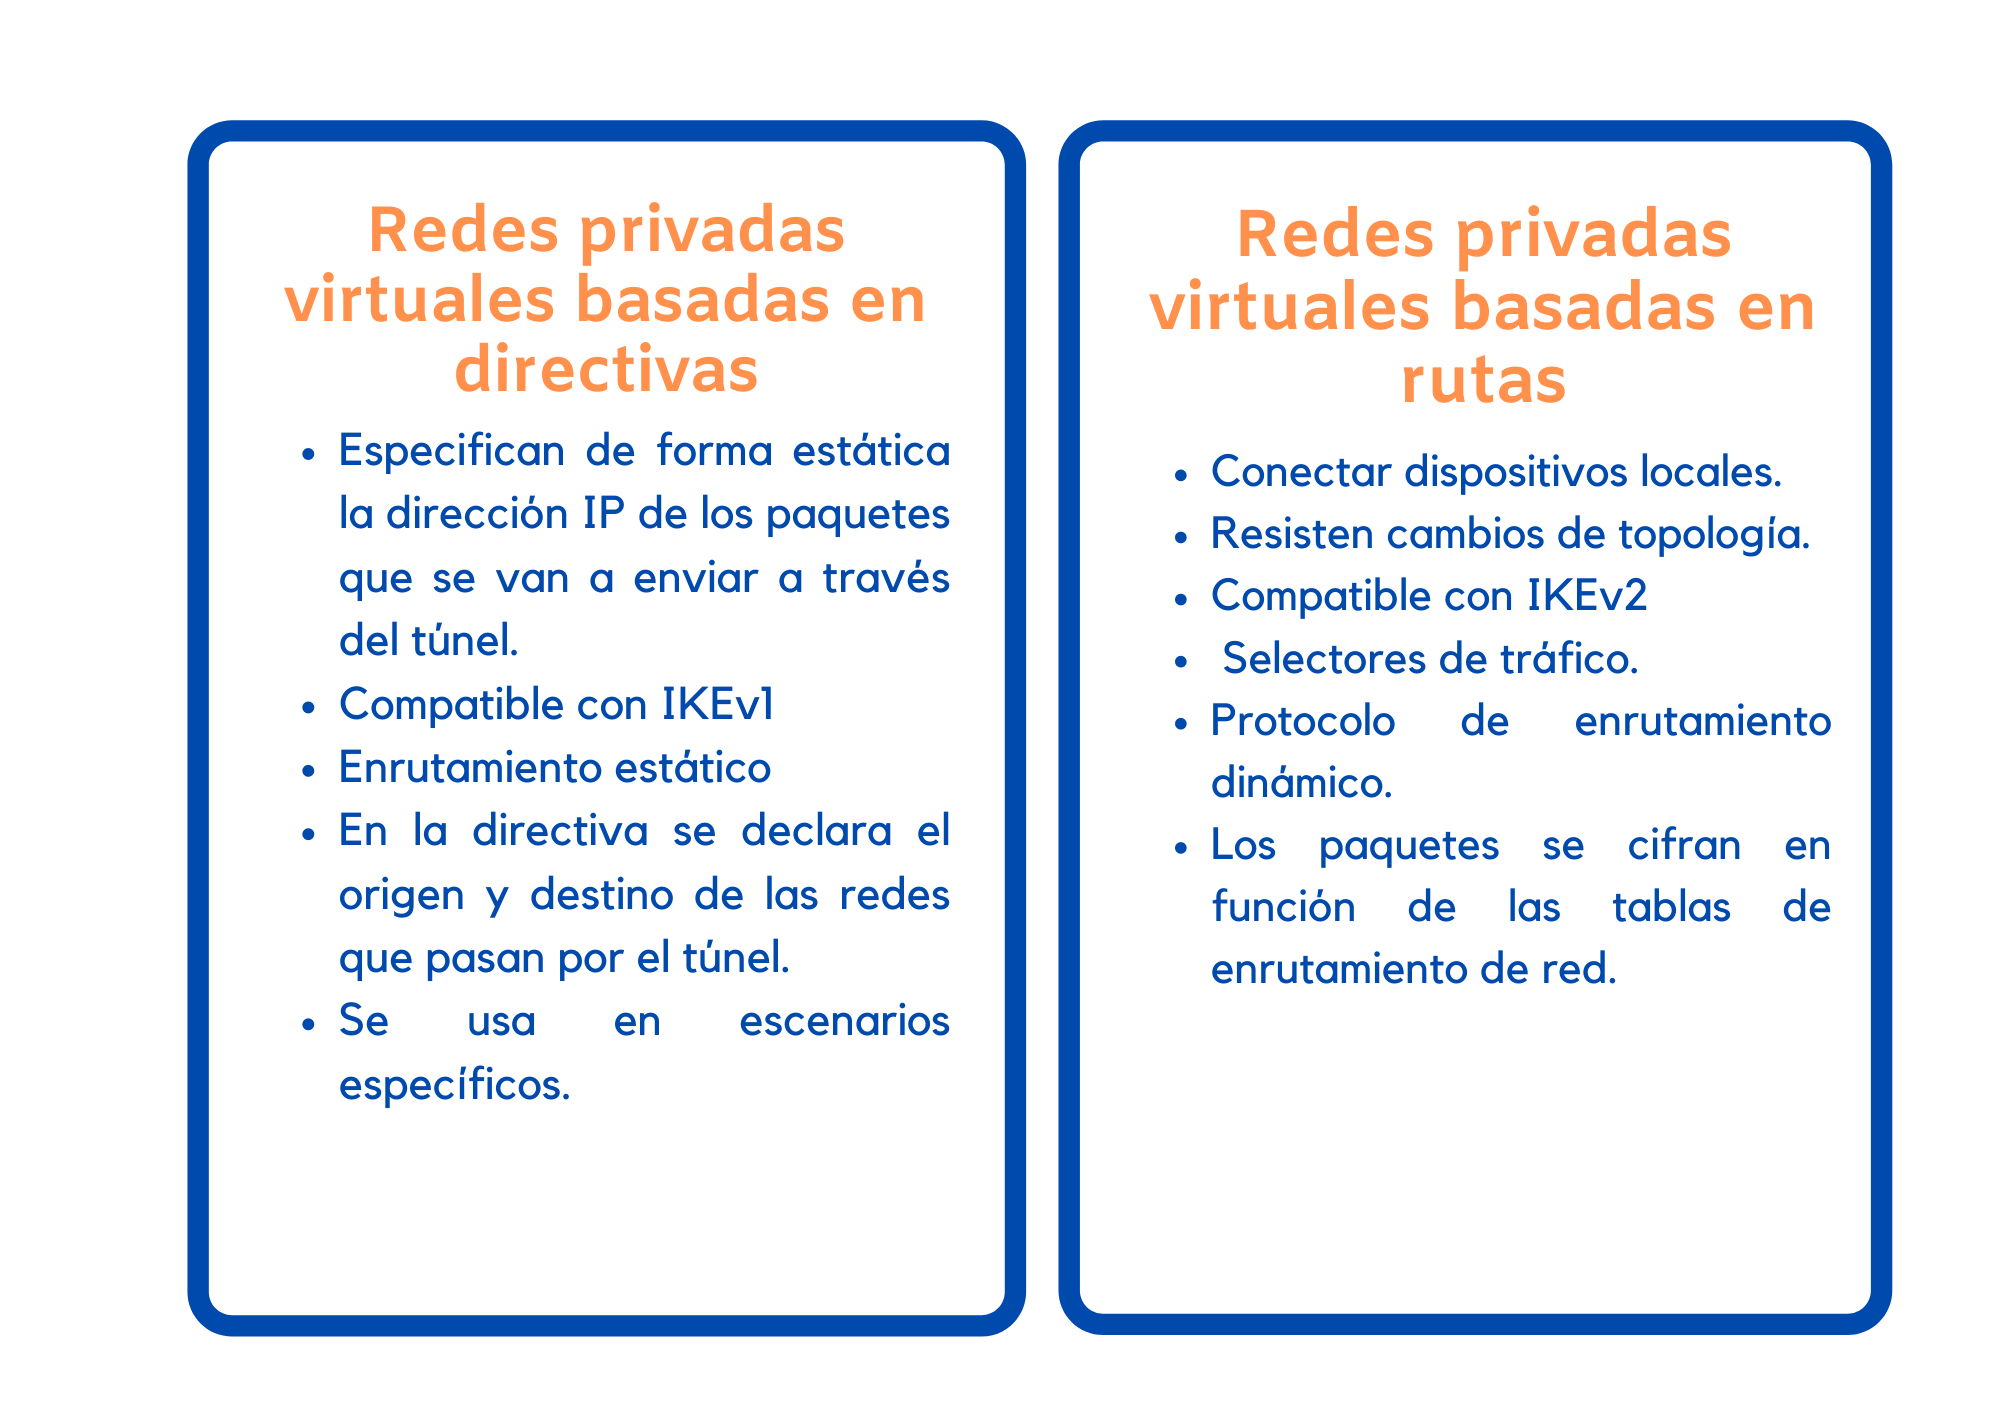 Redes privadas
virtuales basadas en
directivas
• Especifican de forma estática
la dirección IP de los paquetes
que se van a enviar a través
del túnel.
• Compatible con IKEv1
• Enrutamiento estático
• En la directiva se declara el
origen y destino de las redes
que pasan por el túnel.
• Se usa en escenarios
específicos.
Redes privadas
virtuales basadas en
rutas
• Conectar dispositivos locales.
• Resisten cambios de topología.
• Compatible con IKEv2
• Selectores de tráfico.
• Protocolo de enrutamiento
dinámico.
• Los paquetes se cifran en
función de las tablas de
enrutamiento de red.